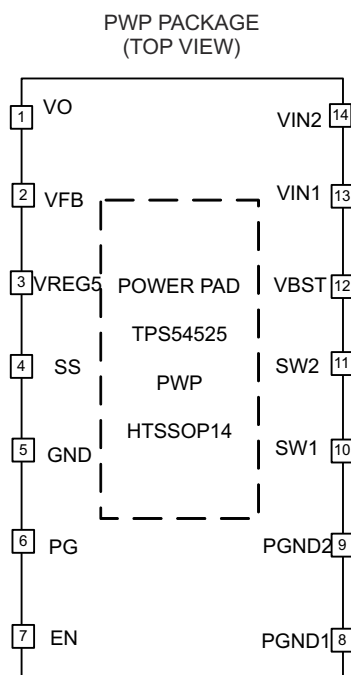 PWP PACKAGE
(TOP VIEW)
1 VO
VIN2 14
2 VFB
VIN1 13
3 VREG5
VBST 12
4 SS
SW2 11
5 GND
SW1 10
6 PG
PGND2 9
7 EN
PGND1 8
POWER PAD
TPS54525
PWP
HTSSOP14